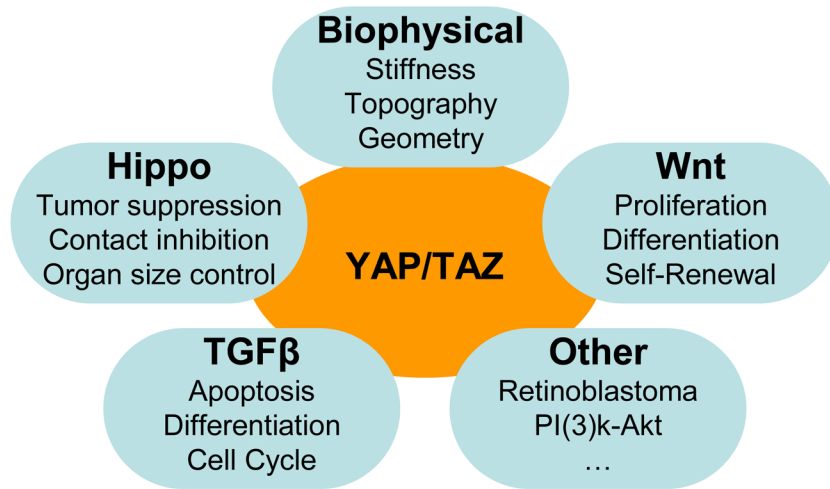 Biophysical
Stiffness
Topography
Geometry
Hippo
Tumor suppression
Contact inhibition
Organ size control
Wnt
Proliferation
Differentiation
Self-Renewal
YAP/TAZ
TGFβ
Apoptosis
Differentiation
Cell Cycle
Other
Retinoblastoma
PI(3)k-Akt
...